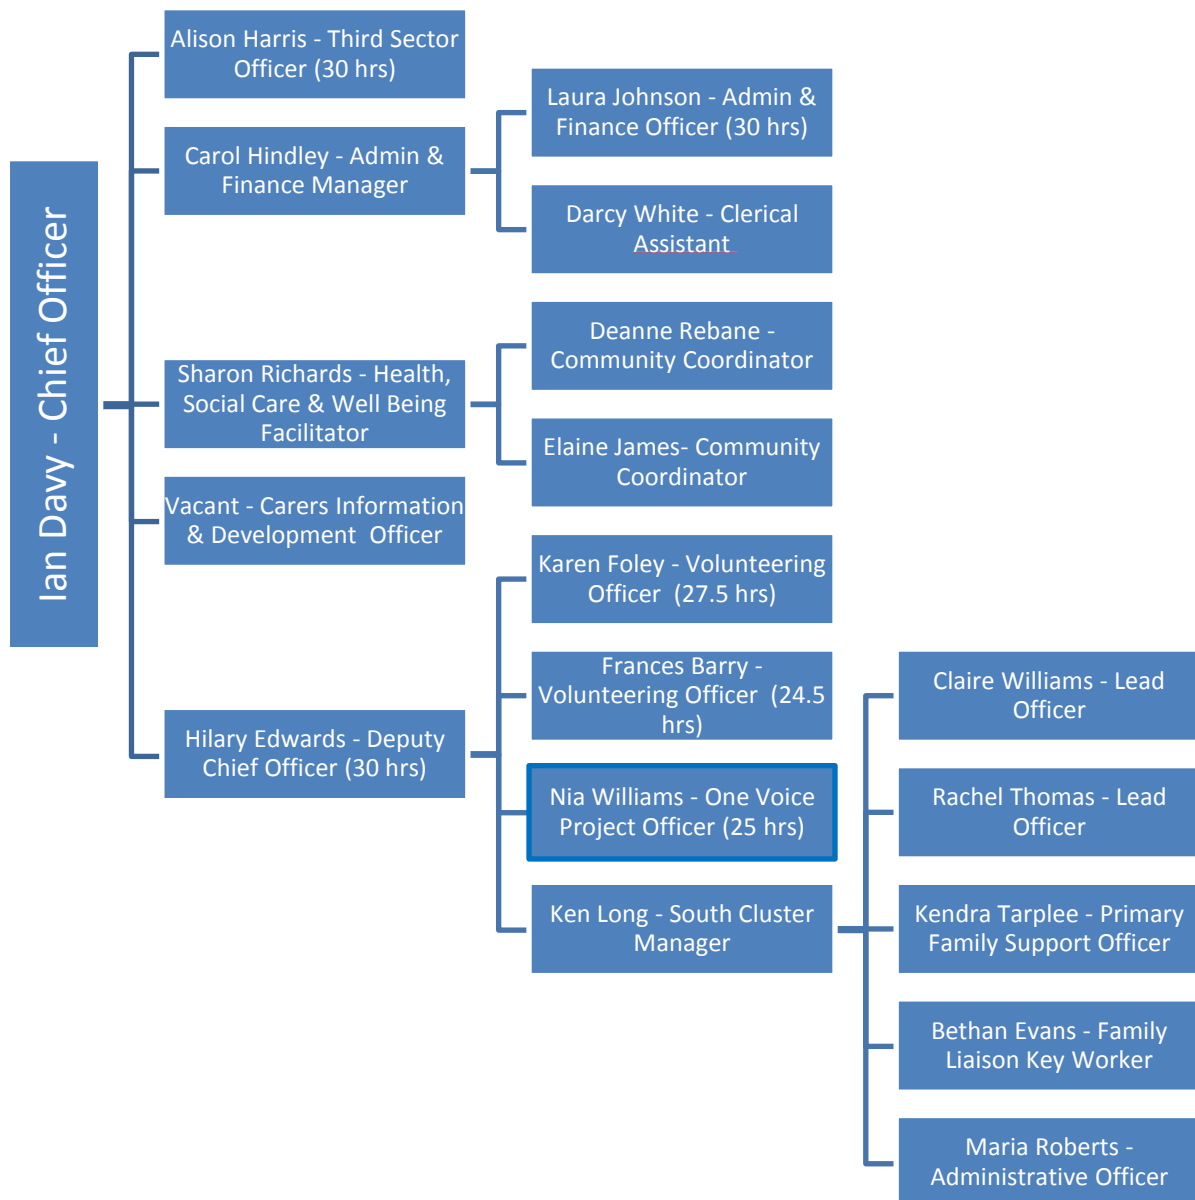 Ian Davy - Chief Officer
Alison Harris - Third Sector
Officer (30 hrs)
Carol Hindley - Admin &
Finance Manager
Laura Johnson - Admin &
Finance Officer (30 hrs)
Darcy White - Clerical
Assistant
Sharon Richards - Health,
Social Care & Well Being
Facilitator
Deanne Rebane -
Community Coordinator
Elaine James- Community
Coordinator
Vacant - Carers Information
& Development  Officer
Hilary Edwards - Deputy
Chief Officer (30 hrs)
Karen Foley - Volunteering
Officer  (27.5 hrs)
Frances Barry -
Volunteering Officer  (24.5
hrs)
Nia Williams - One Voice
Project Officer (25 hrs)
Ken Long - South Cluster
Manager
Claire Williams - Lead
Officer
Rachel Thomas - Lead
Officer
Kendra Tarplee - Primary
Family Support Officer
Bethan Evans - Family
Liaison Key Worker
Maria Roberts -
Administrative Officer